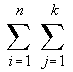 n n
∑ ∑
i = 1 j = 1